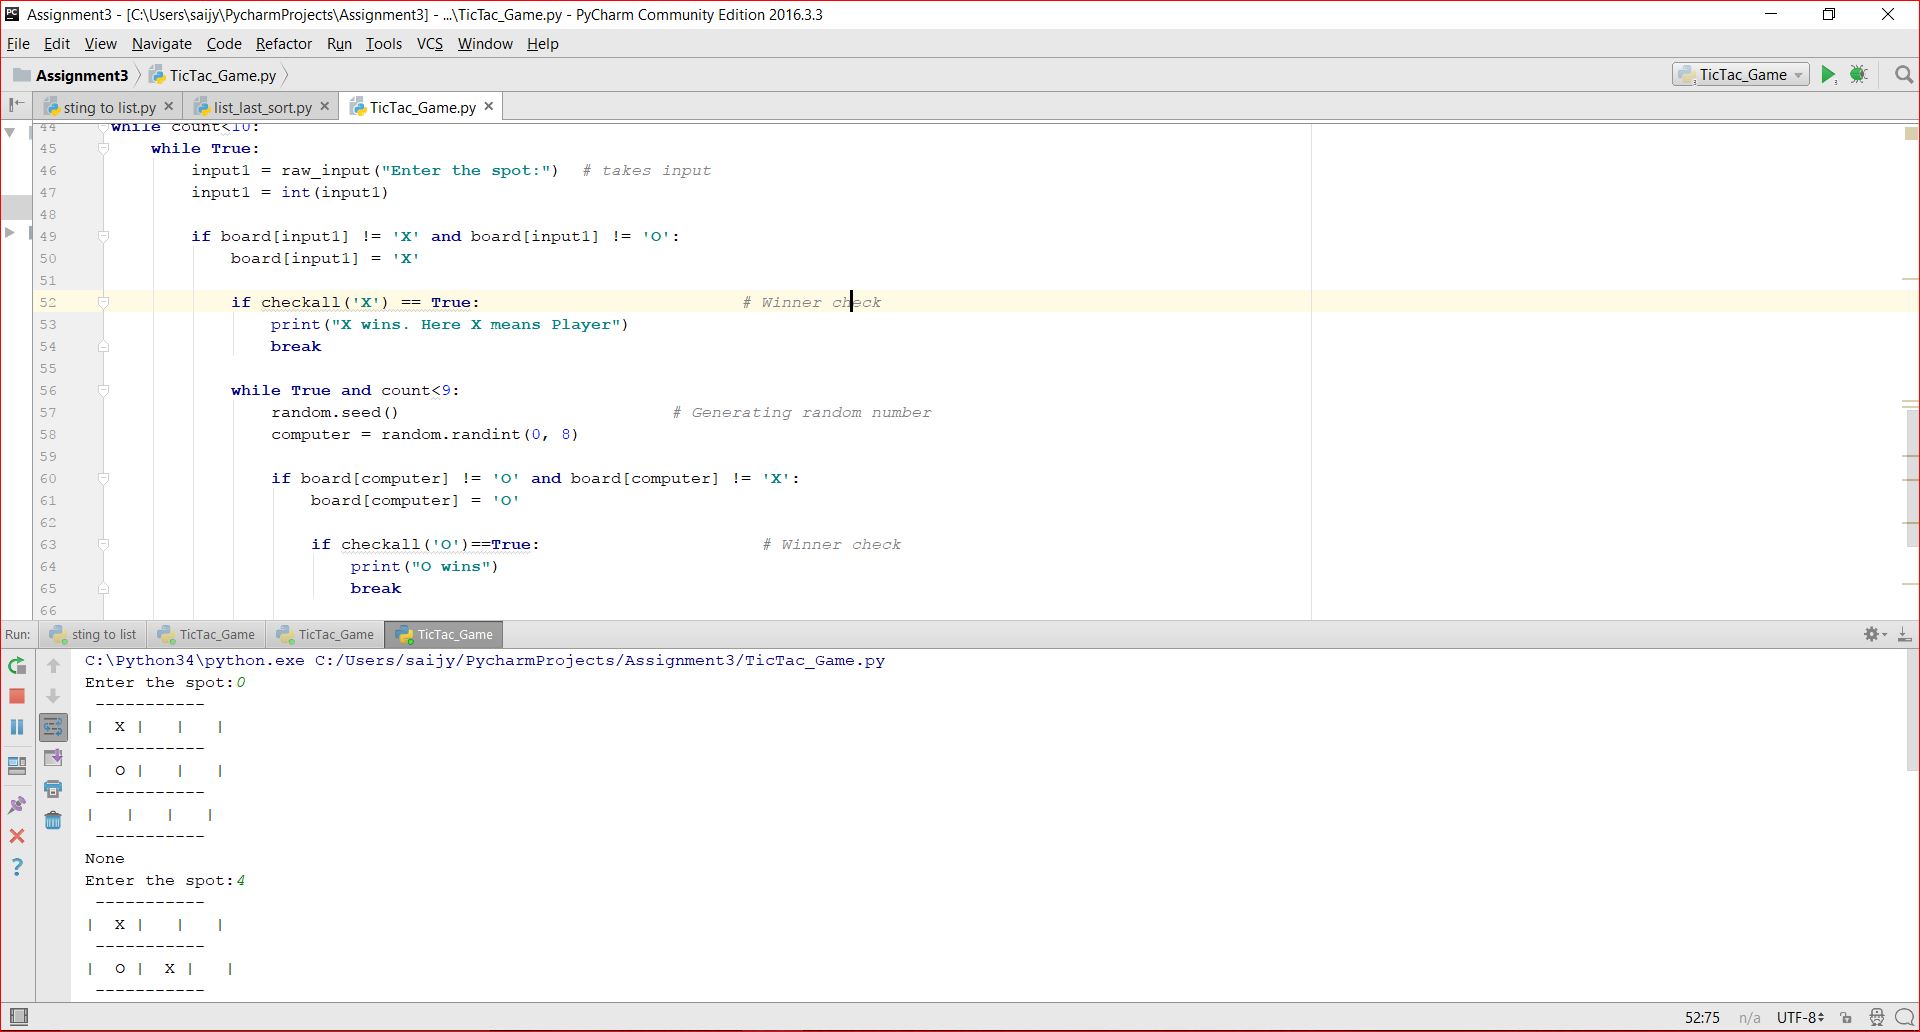 Assignment3 - [C:\Users\saijy\PycharmProjects\Assignment3] - ...\TicTac_Game.py - PyCharm Community Edition 2016.3.3
File Edit View Navigate Code Refactor Run Tools VCS Window Help
Assignment3 TicTac_Game.py TicTac_Game
sting to list.py list_last_sort.py TicTac_Game.py
44 while count<10:
45 while True:
46 input1 = raw_input("Enter the spot:") # takes input
47 input1 = int(input1)
48
49 if board[input1] != 'X' and board[input1] != 'O':
50 board[input1] = 'X'
51
52 if checkall('X') == True: # Winner check
53 print("X wins. Here X means Player")
54 break
55
56 while True and count<9:
57 random.seed() # Generating random number
58 computer = random.randint(0, 8)
59
60 if board[computer] != 'O' and board[computer] != 'X':
61 board[computer] = 'O'
62
63 if checkall('O')==True: # Winner check
64 print("O wins")
65 break
66
Run: sting to list TicTac_Game TicTac_Game TicTac_Game
C:\Python34\python.exe C:/Users/saijy/PycharmProjects/Assignment3/TicTac_Game.py
Enter the spot:0
-----------
| X | | |
-----------
| O | | |
-----------
| | | |
-----------
None
Enter the spot:4
-----------
| X | | |
-----------
| O | X | |
-----------
52:75 n/a UTF-8